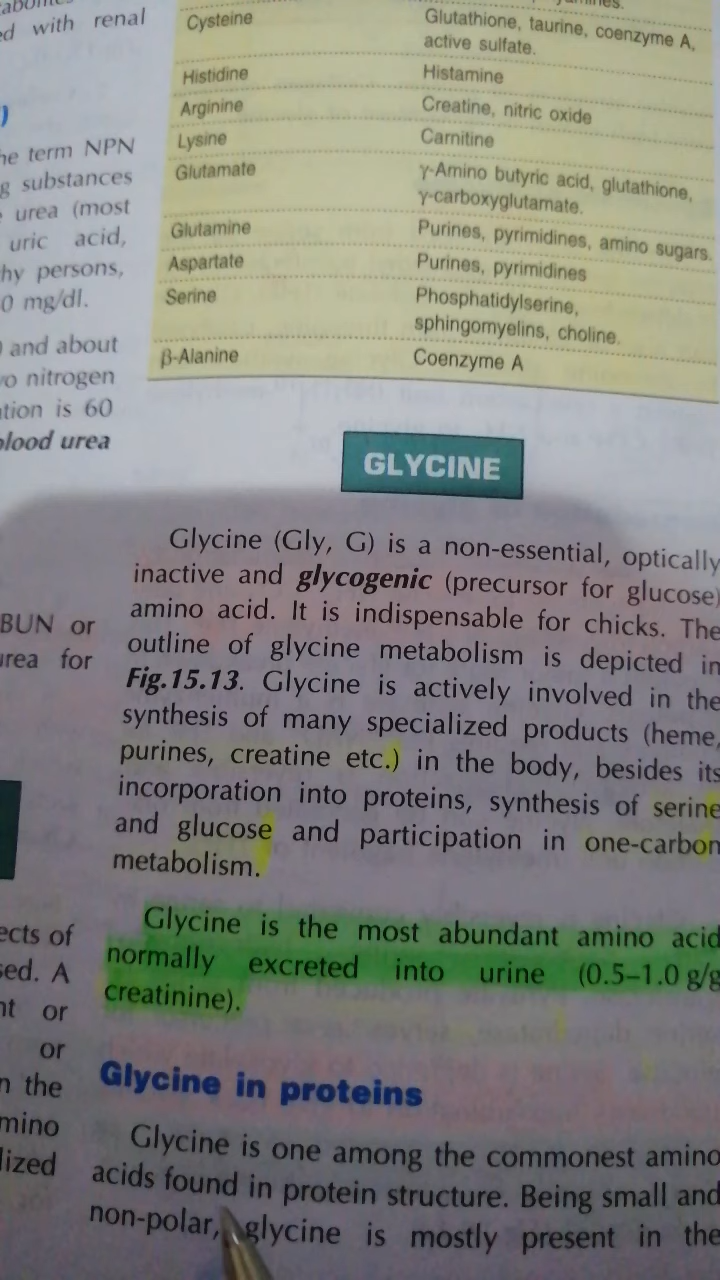 ed with renal
)
he term NPN
g substances
urea (most
uric acid,
hy persons,
0 mg/dl.
) and about
vo nitrogen
ation is 60
blood urea
BUN or
urea for
ects of
sed. A
nt or
or
n the
mino
lized
Cysteine Glutathione, taurine, coenzyme A,
active sulfate.
Histidine Histamine
Arginine Creatine, nitric oxide
Lysine Carnitine
Glutamate γ-Amino butyric acid, glutathione,
γ-carboxyglutamate.
Glutamine Purines, pyrimidines, amino sugars.
Aspartate Purines, pyrimidines
Serine Phosphatidylserine,
sphingomyelins, choline.
β-Alanine Coenzyme A
GLYCINE
Glycine (Gly, G) is a non-essential, optically
inactive and glycogenic (precursor for glucose)
amino acid. It is indispensable for chicks. The
outline of glycine metabolism is depicted in
Fig.15.13. Glycine is actively involved in the
synthesis of many specialized products (heme,
purines, creatine etc.) in the body, besides its
incorporation into proteins, synthesis of serine
and glucose and participation in one-carbon
metabolism.
Glycine is the most abundant amino acid
normally excreted into urine (0.5–1.0 g/g
creatinine).
Glycine in proteins
Glycine is one among the commonest amino
acids found in protein structure. Being small and
non-polar, glycine is mostly present in the